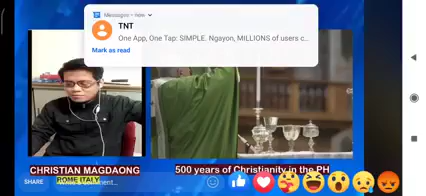 Messages • now
TNT
One App, One Tap: SIMPLE. Ngayon, MILLIONS of users c...
Mark as read
CHRISTIAN MAGDAONG
500 years of Christianity in the PH
ROME ITALY
SHARE